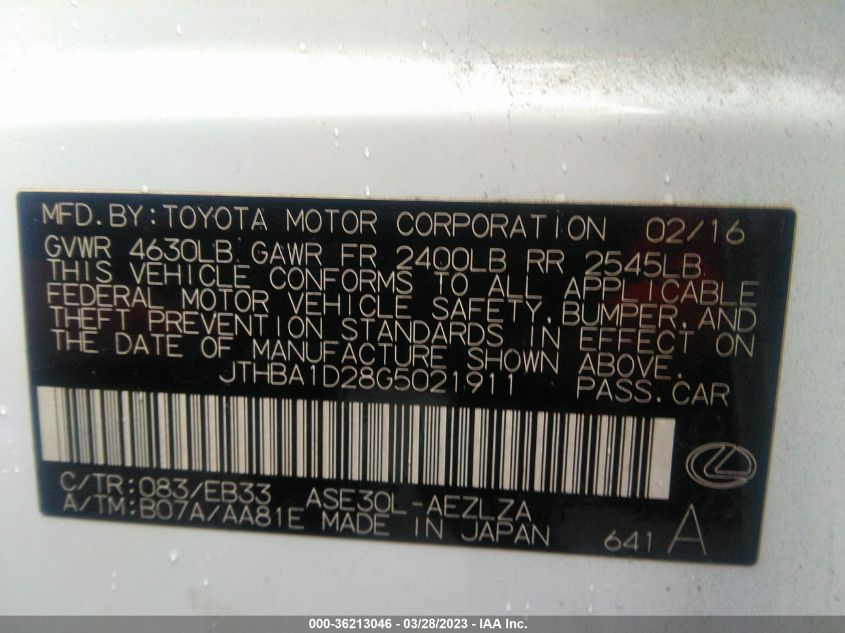 MFD.BY:TOYOTA MOTOR CORPORATION 02/16
GVWR 4630LB GAWR FR 2400LB RR 2545LB
THIS VEHICLE CONFORMS TO ALL APPLICABLE
FEDERAL MOTOR VEHICLE SAFETY,BUMPER,AND
THEFT PREVENTION STANDARDS IN EFFECT ON
THE DATE OF MANUFACTURE SHOWN ABOVE.
JTHBA1D28G5021911 PASS.CAR
C/TR:083/EB33 ASE30L-AEZLZA
A/TM:B07A/AA81E MADE IN JAPAN 641 A
000-36213046 — 03/28/2023 — IAA Inc.